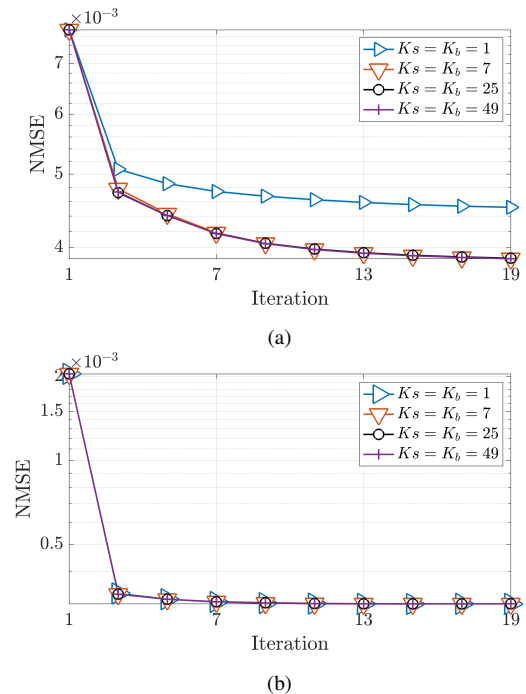 ×10⁻³
7
6
5
4
NMSE
Ks = K_b = 1
Ks = K_b = 7
Ks = K_b = 25
Ks = K_b = 49
1 7 13 19
Iteration
(a)
×10⁻³
2
1.5
1
0.5
NMSE
Ks = K_b = 1
Ks = K_b = 7
Ks = K_b = 25
Ks = K_b = 49
1 7 13 19
Iteration
(b)